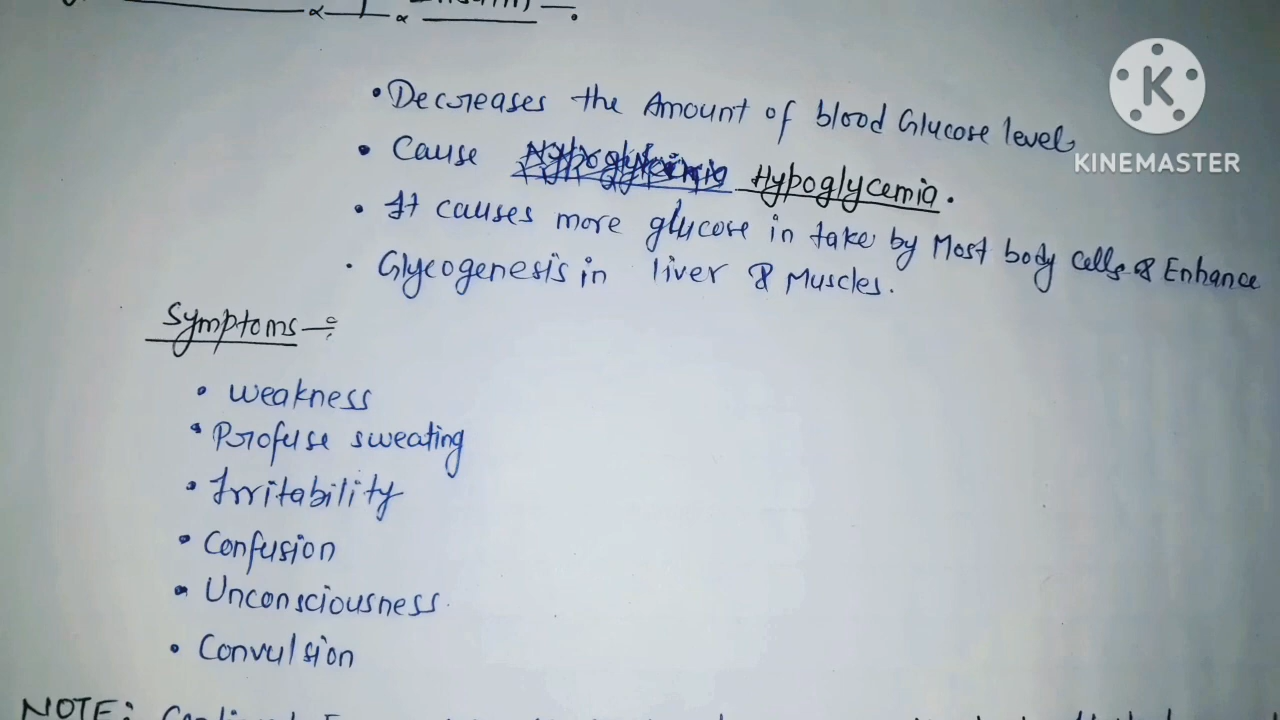 • Decreases the Amount of blood Glucose level
K
KINEMASTER
• Cause Hypoglycemia.
• It causes more glucose in take by Most body cells & Enhance
• Glycogenesis in liver & Muscles.
Symptoms
• Weakness
• Profuse sweating
• Irritability
• Confusion
• Unconsciousness
• Convulsion
NOTE: